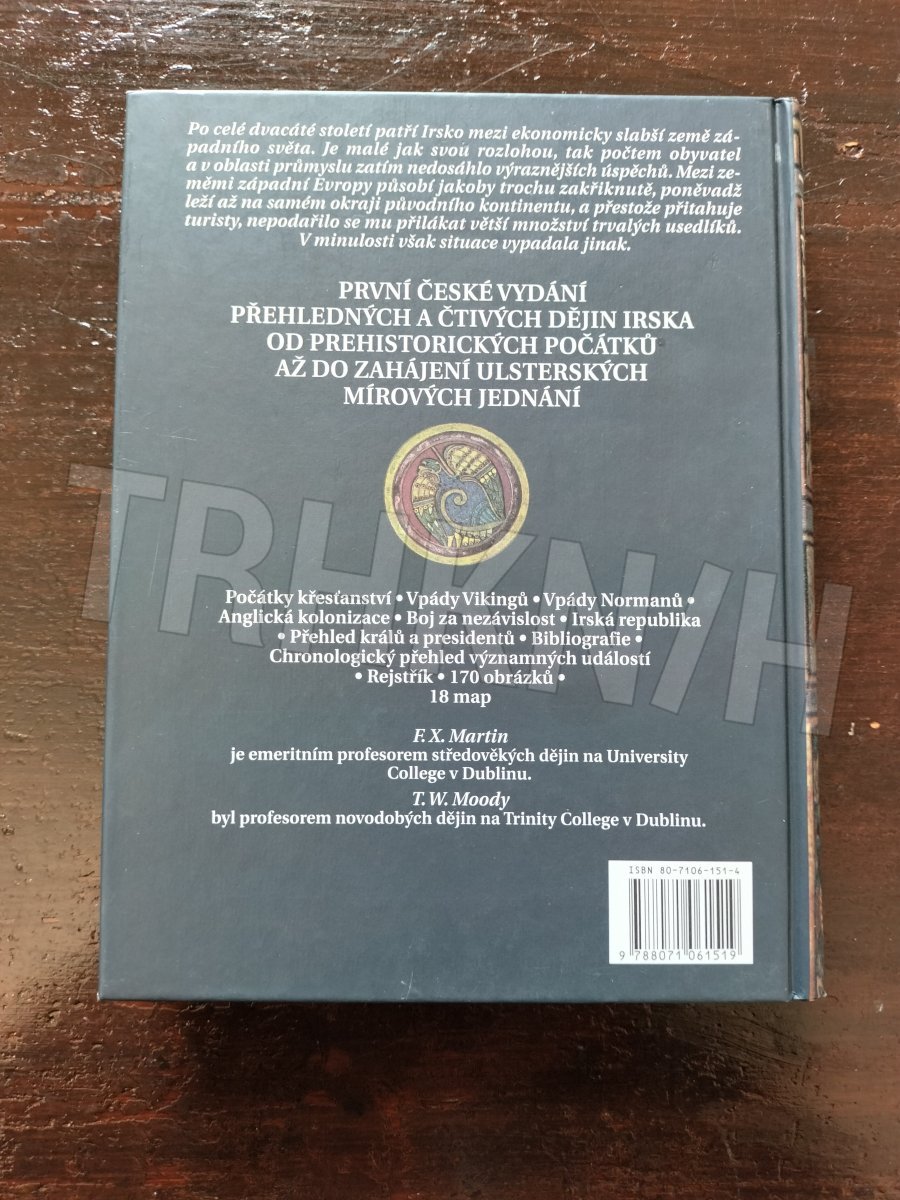 Po celé dvacáté století patří Irsko mezi ekonomicky slabší země zá-
padního světa. Je malé jak svou rozlohou, tak počtem obyvatel
a v oblasti průmyslu zatím nedosáhlo výraznějších úspěchů. Mezi ze-
měmi západní Evropy působí jakoby trochu zakřiknutě, poněvadž
leží až na samém okraji původního kontinentu, a přestože přitahuje
turisty, nepodařilo se mu přilákat větší množství trvalých usedlíků.
V minulosti však situace vypadala jinak.
PRVNÍ ČESKÉ VYDÁNÍ
PŘEHLEDNÝCH A ČTIVÝCH DĚJIN IRSKA
OD PREHISTORICKÝCH POČÁTKŮ
AŽ DO ZAHÁJENÍ ULSTERSKÝCH
MÍROVÝCH JEDNÁNÍ
TRHKNIH
Počátky křesťanství • Vpády Vikingů • Vpády Normanů •
Anglická kolonizace • Boj za nezávislost • Irská republika
• Přehled králů a presidentů • Bibliografie •
Chronologický přehled významných událostí
• Rejstřík • 170 obrázků •
18 map
F. X. Martin
je emeritním profesorem středověkých dějin na University
College v Dublinu.
T. W. Moody
byl profesorem novodobých dějin na Trinity College v Dublinu.
ISBN 80-7106-151-4
9 788071 061519